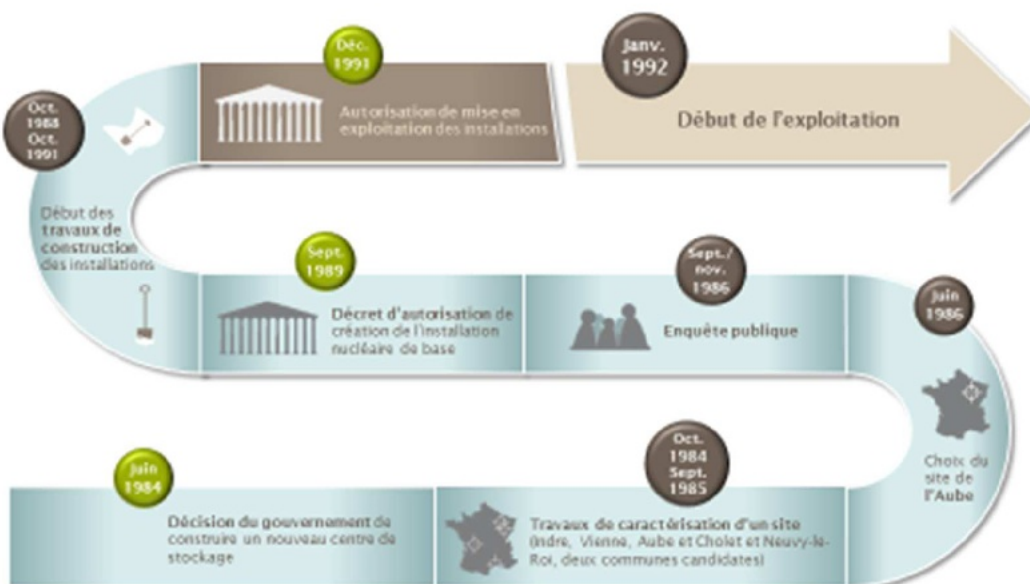 Déc.
1991
Janv.
1992
Autorisation de mise en
exploitation des installations
Début de l'exploitation
Oct.
1988
Oct.
1991
Début des
travaux de
construction
des installations
Sept.
1989
Décret d'autorisation de
création de l'installation
nucléaire de base
Sept./
nov.
1986
Enquête publique
Juin
1986
Choix du
site de
l'Aube
Juin
1984
Décision du gouvernement de
construire un nouveau centre de
stockage
Oct.
1984
Sept.
1985
Travaux de caractérisation d'un site
(Indre, Vienne, Aube et Cholet et Neuvy-le-
Roi, deux communes candidates)